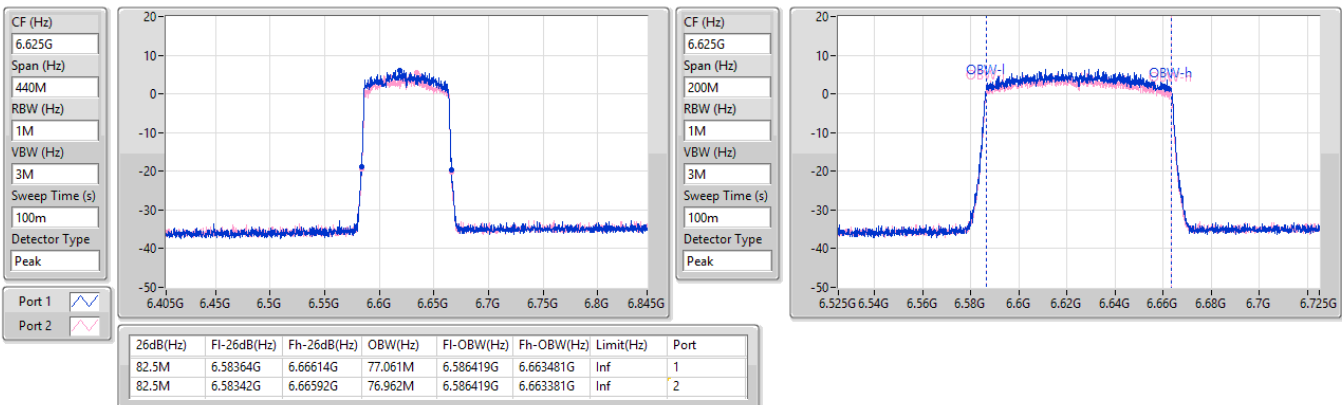 CF (Hz)
6.625G
Span (Hz)
440M
RBW (Hz)
1M
VBW (Hz)
3M
Sweep Time (s)
100m
Detector Type
Peak
Port 1
Port 2
20
10
0
-10
-20
-30
-40
-50
6.405G 6.45G 6.5G 6.55G 6.6G 6.65G 6.7G 6.75G 6.8G 6.845G
CF (Hz)
6.625G
Span (Hz)
200M
RBW (Hz)
1M
VBW (Hz)
3M
Sweep Time (s)
100m
Detector Type
Peak
20
10
0
-10
-20
-30
-40
-50
OBW-l
OBW-h
6.525G 6.54G 6.56G 6.58G 6.6G 6.62G 6.64G 6.66G 6.68G 6.7G 6.725G
26dB(Hz) Fl-26dB(Hz) Fh-26dB(Hz) OBW(Hz) Fl-OBW(Hz) Fh-OBW(Hz) Limit(Hz) Port
82.5M 6.58364G 6.66614G 77.061M 6.586419G 6.663481G Inf 1
82.5M 6.58342G 6.66592G 76.962M 6.586419G 6.663381G Inf 2